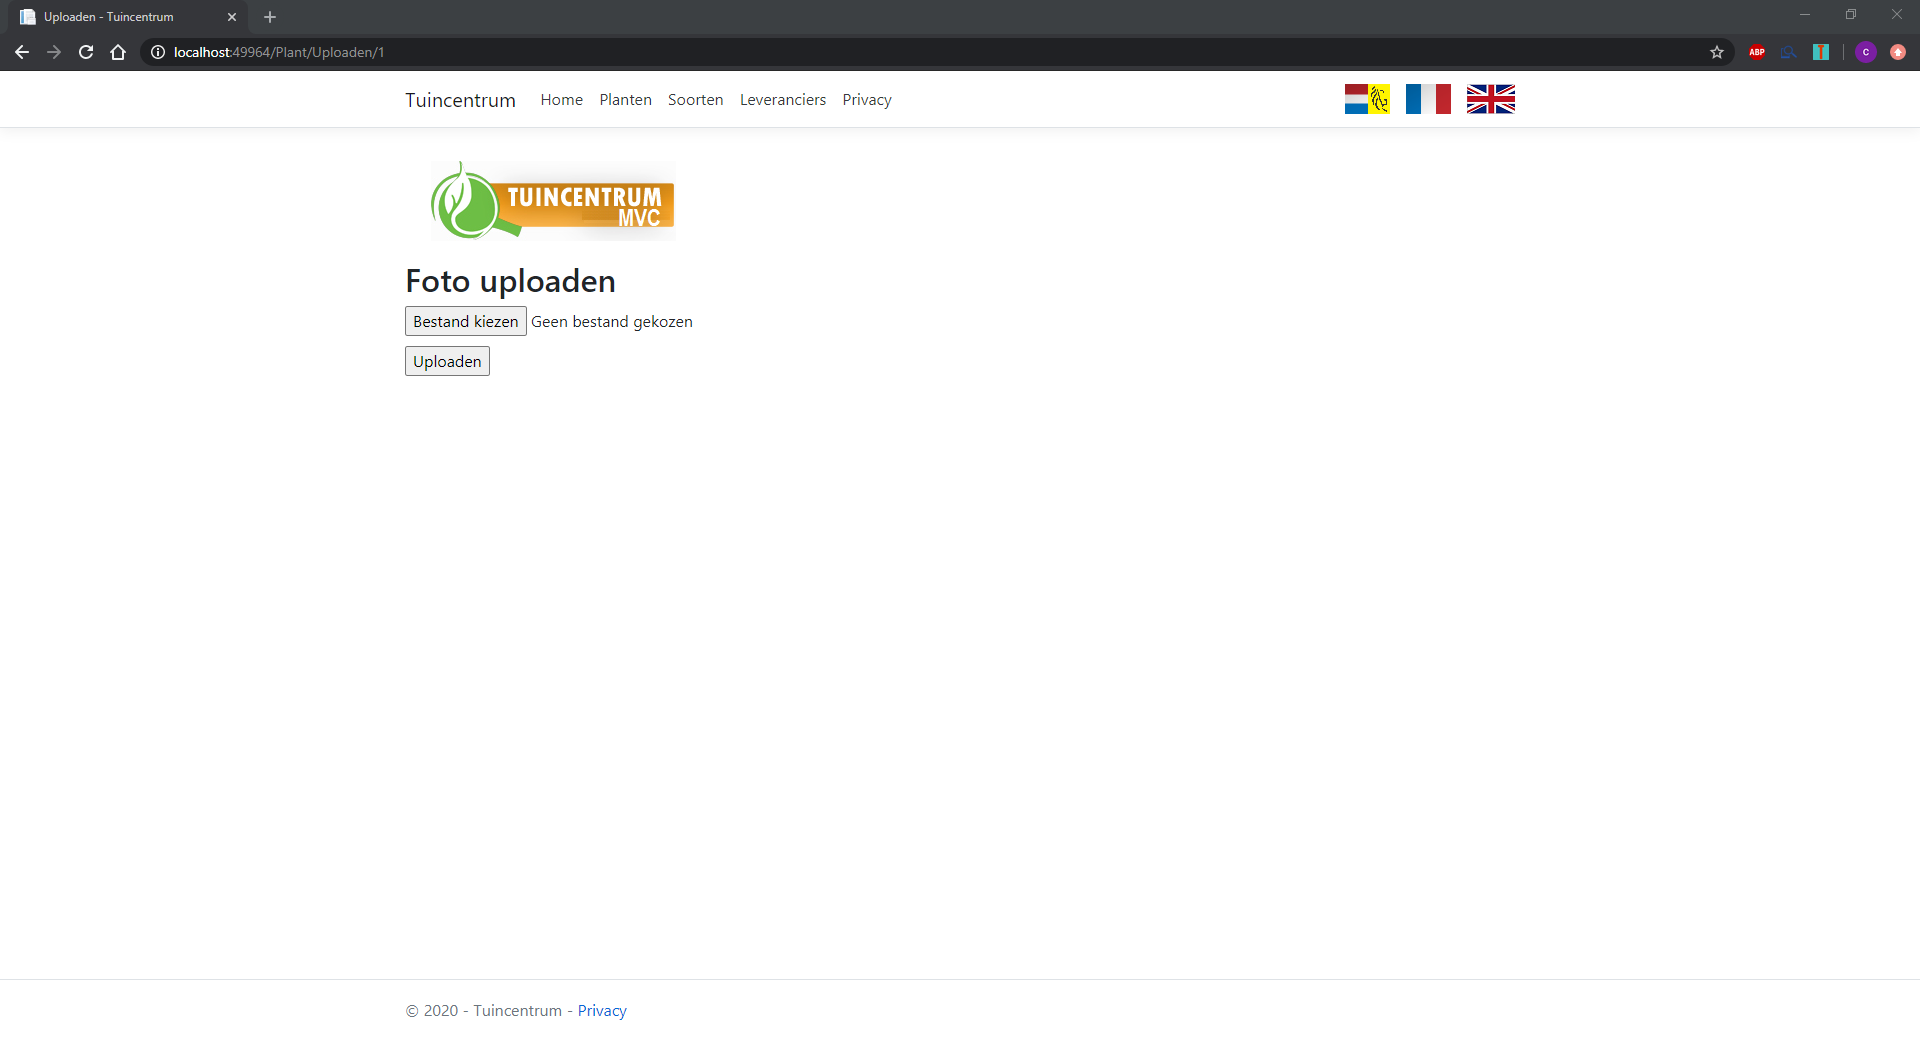 Uploaden - Tuincentrum
localhost:49964/Plant/Uploaden/1
ABP
T
C
Tuincentrum Home Planten Soorten Leveranciers Privacy
TUINCENTRUM
MVC
Foto uploaden
Bestand kiezen Geen bestand gekozen
Uploaden
© 2020 - Tuincentrum - Privacy